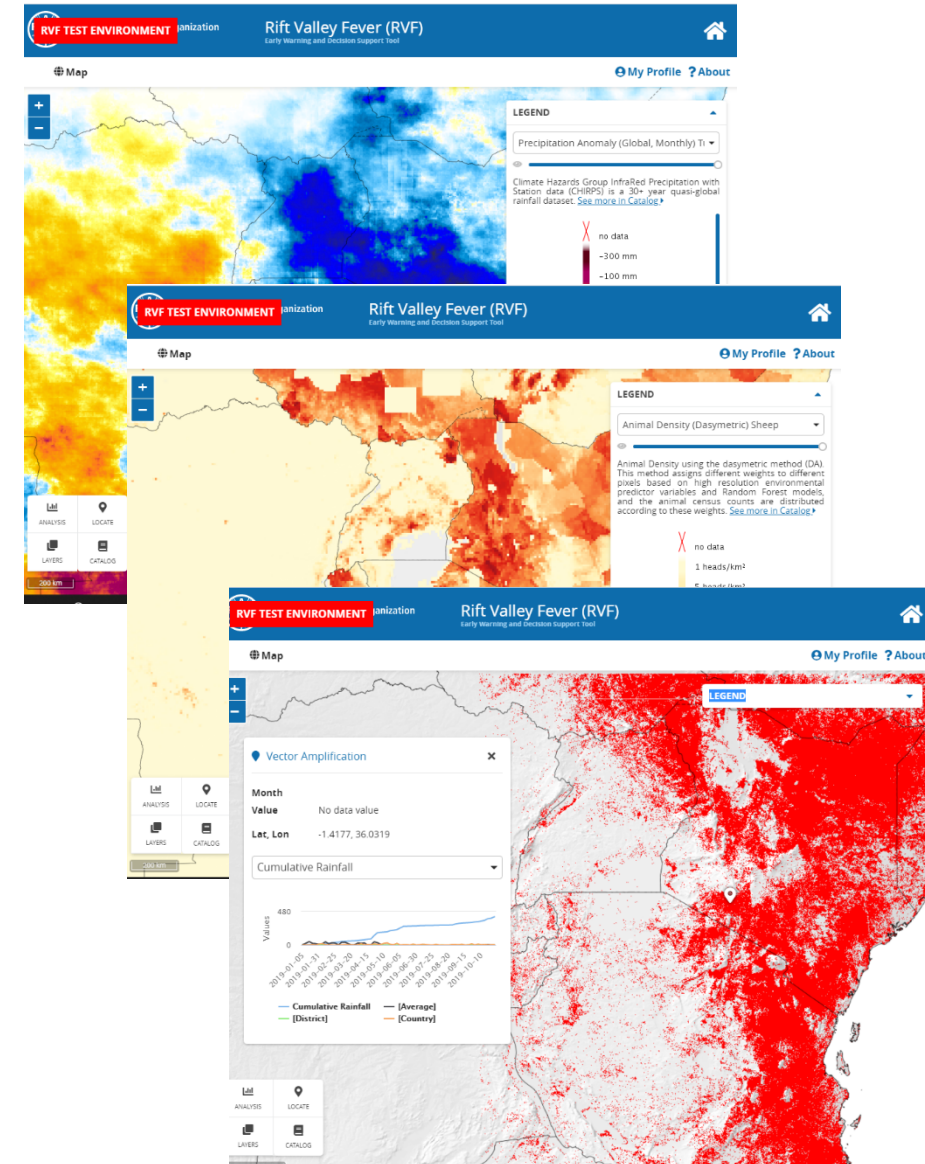 RVF TEST ENVIRONMENT
anization
Rift Valley Fever (RVF)
Early Warning and Decision Support Tool
Map
My Profile
? About
+
−
LEGEND
Precipitation Anomaly (Global, Monthly)
Climate Hazards Group InfraRed Precipitation with
Station data (CHIRPS) is a 30+ year quasi-global
rainfall dataset. See more in Catalog
no data
-300 mm
-100 mm
ANALYSIS
LOCATE
LAYERS
CATALOG
200 km
RVF TEST ENVIRONMENT
anization
Rift Valley Fever (RVF)
Early Warning and Decision Support Tool
Map
My Profile
? About
+
−
LEGEND
Animal Density (Dasymetric) Sheep
Animal Density using the dasymetric method (DA).
This method assigns different weights to different
pixels based on high resolution environmental
predictor variables and Random Forest models,
and the animal census counts are distributed
according to these weights. See more in Catalog
no data
1 heads/km²
5 heads/km²
ANALYSIS
LOCATE
LAYERS
CATALOG
200 km
RVF TEST ENVIRONMENT
anization
Rift Valley Fever (RVF)
Early Warning and Decision Support Tool
Map
My Profile
? About
+
−
LEGEND
Vector Amplification
×
Month
Value No data value
Lat, Lon -1.4177, 36.0319
Cumulative Rainfall
Values
480
0
2019-01-05
2019-01-31
2019-02-25
2019-03-20
2019-04-15
2019-05-10
2019-06-05
2019-06-30
2019-07-25
2019-08-20
2019-09-15
2019-10-10
Cumulative Rainfall
[Average]
[District]
[Country]
ANALYSIS
LOCATE
LAYERS
CATALOG